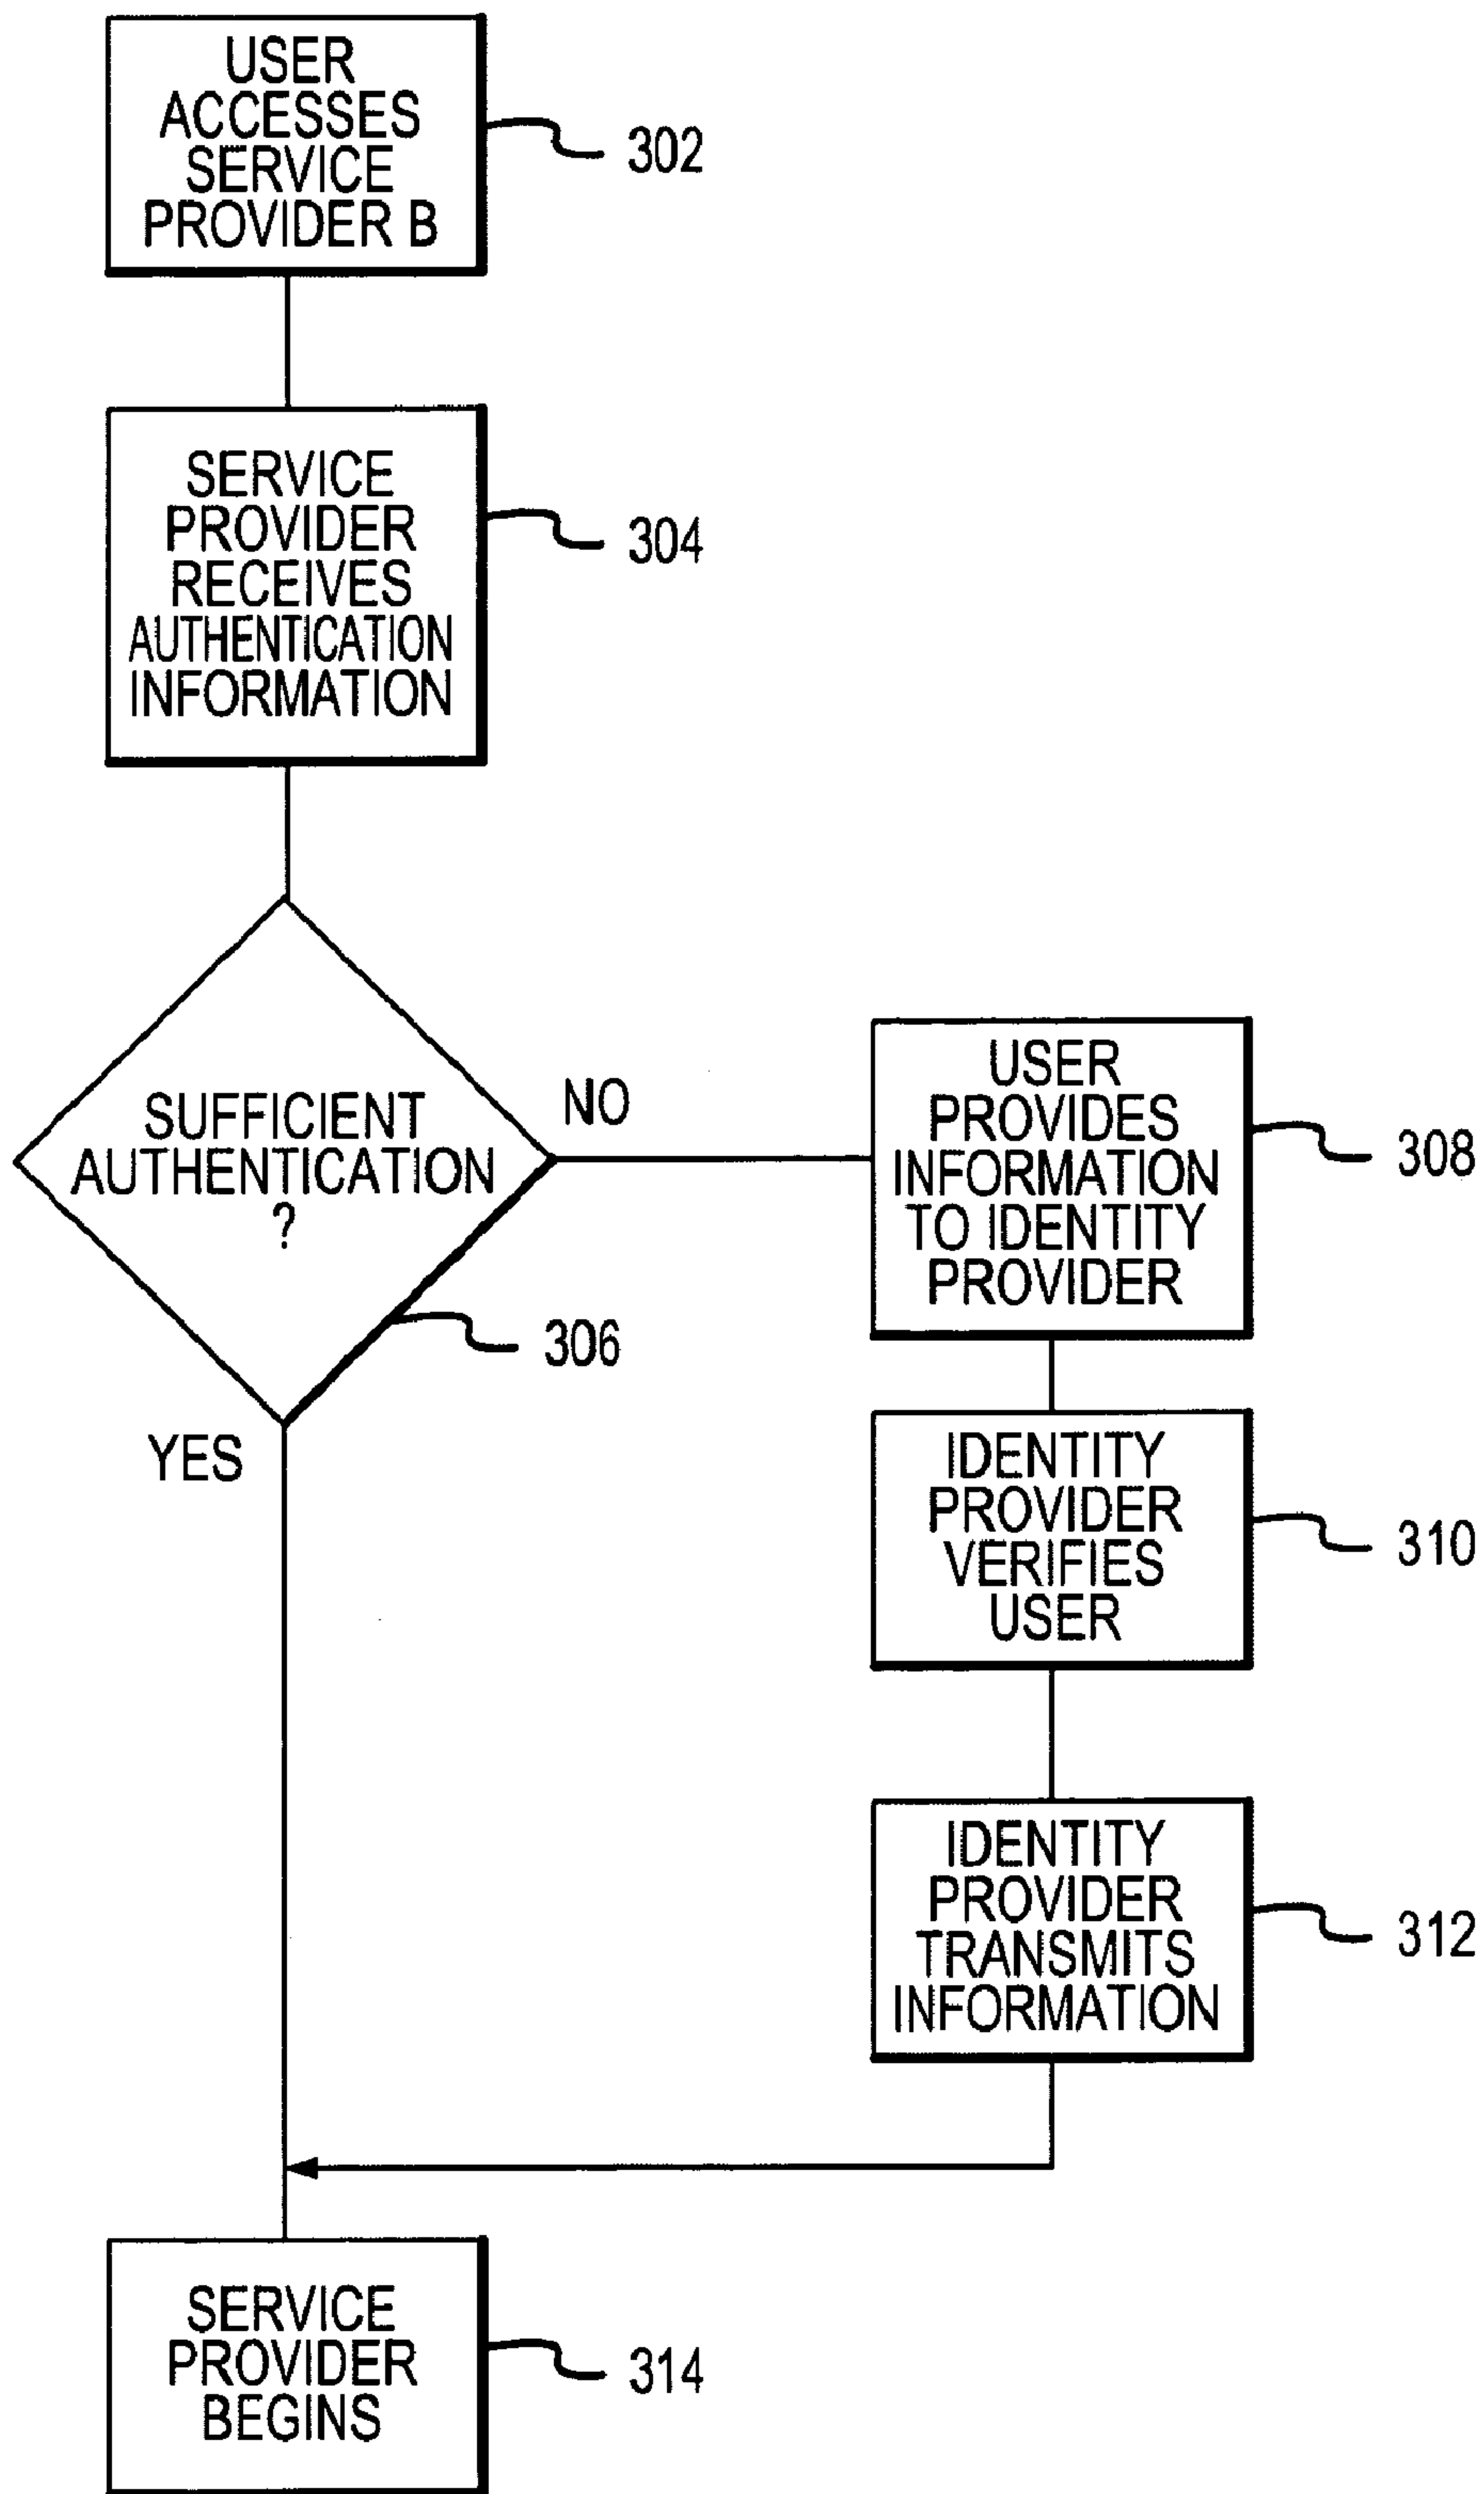 USER
ACCESSES
SERVICE
PROVIDER B
302
SERVICE
PROVIDER
RECEIVES
AUTHENTICATION
INFORMATION
304
SUFFICIENT
AUTHENTICATION
?
NO
306
YES
USER
PROVIDES
INFORMATION
TO IDENTITY
PROVIDER
308
IDENTITY
PROVIDER
VERIFIES
USER
310
IDENTITY
PROVIDER
TRANSMITS
INFORMATION
312
SERVICE
PROVIDER
BEGINS
314